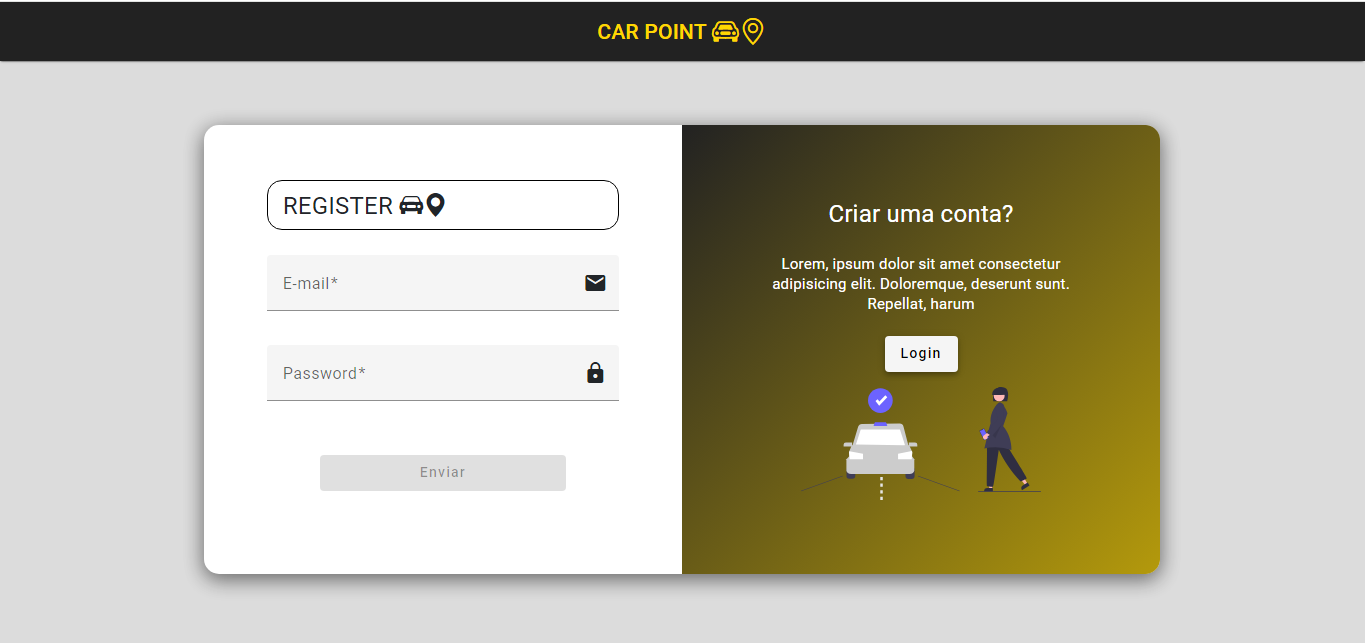 CAR POINT
REGISTER
E-mail*
Password*
Enviar
Criar uma conta?
Lorem, ipsum dolor sit amet consectetur
adipisicing elit. Doloremque, deserunt sunt.
Repellat, harum
Login